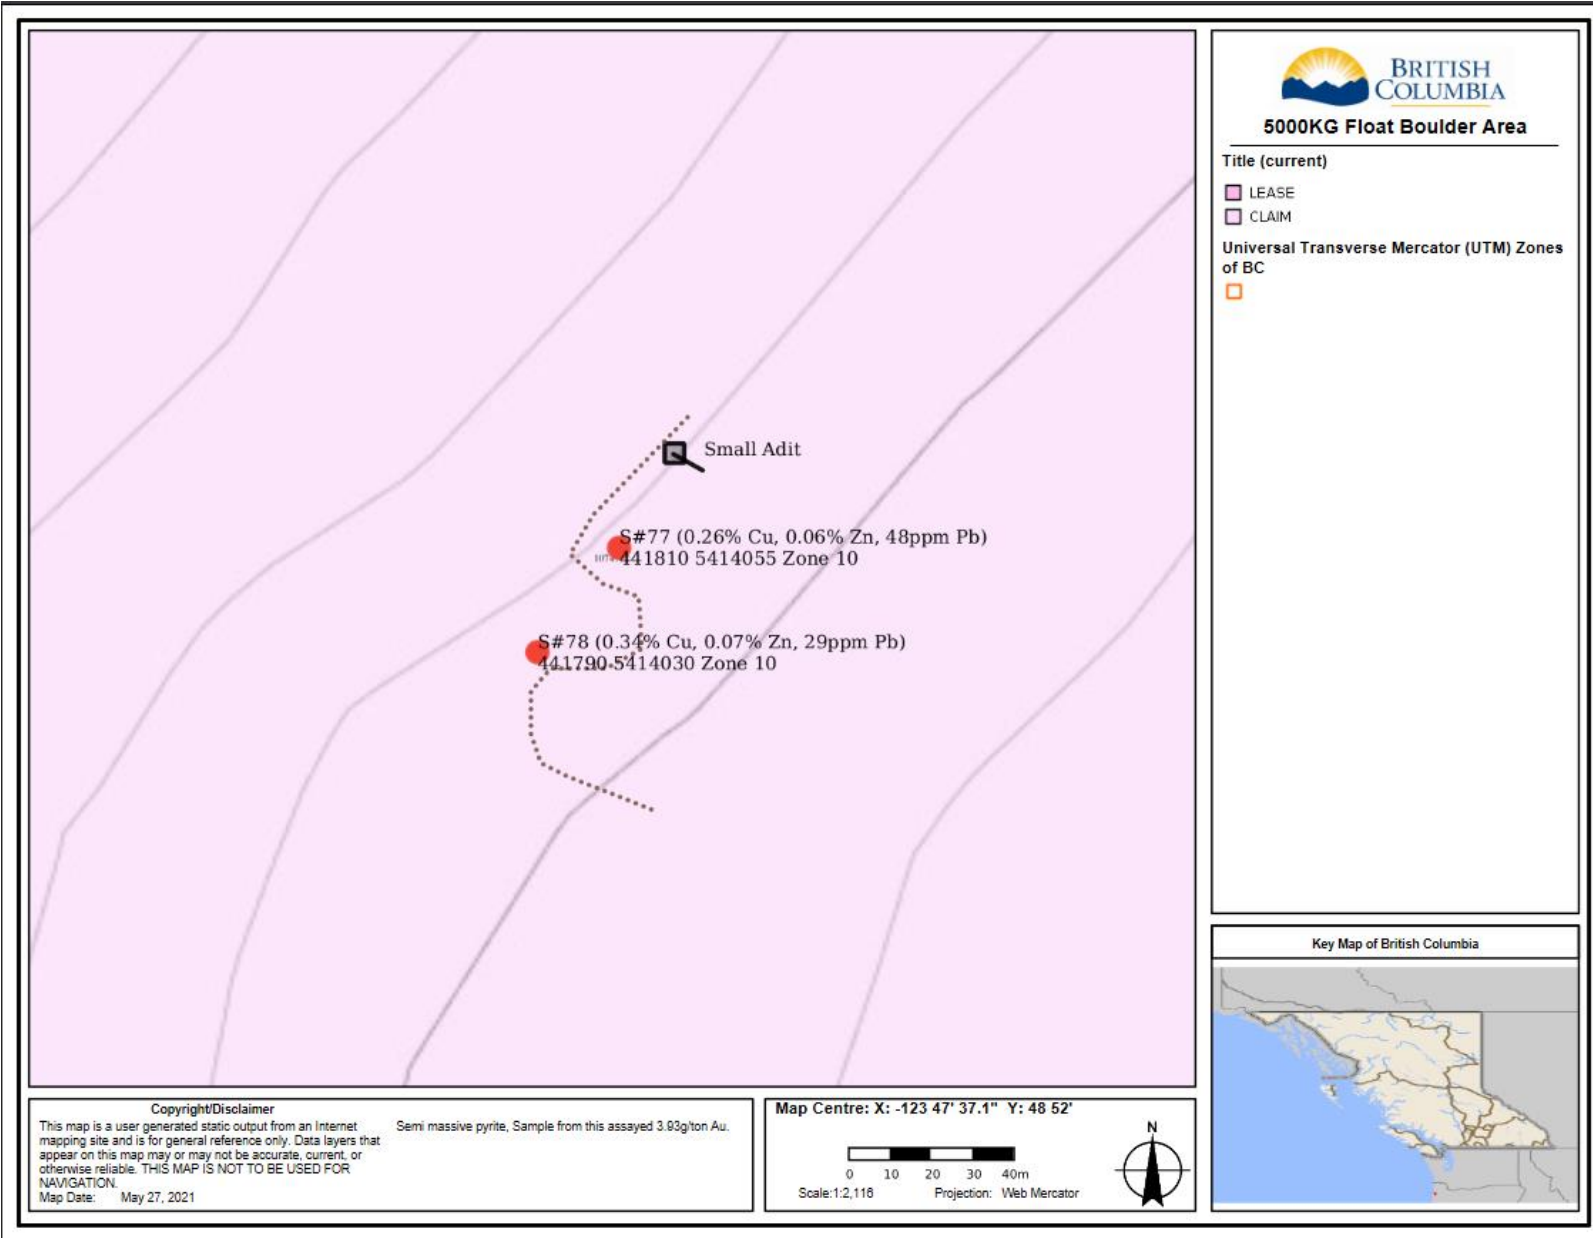 BRITISH
COLUMBIA
5000KG Float Boulder Area
Title (current)
LEASE
CLAIM
Universal Transverse Mercator (UTM) Zones
of BC
Small Adit
S#77 (0.26% Cu, 0.06% Zn, 48ppm Pb)
441810 5414055 Zone 10
S#78 (0.34% Cu, 0.07% Zn, 29ppm Pb)
441790 5414030 Zone 10
Key Map of British Columbia
Copyright/Disclaimer
This map is a user generated static output from an Internet
mapping site and is for general reference only. Data layers that
appear on this map may or may not be accurate, current, or
otherwise reliable. THIS MAP IS NOT TO BE USED FOR
NAVIGATION.
Map Date: May 27, 2021
Semi massive pyrite, Sample from this assayed 3.93g/ton Au.
Map Centre: X: -123 47' 37.1" Y: 48 52'
0 10 20 30 40m
Scale:1:2,116 Projection: Web Mercator
N